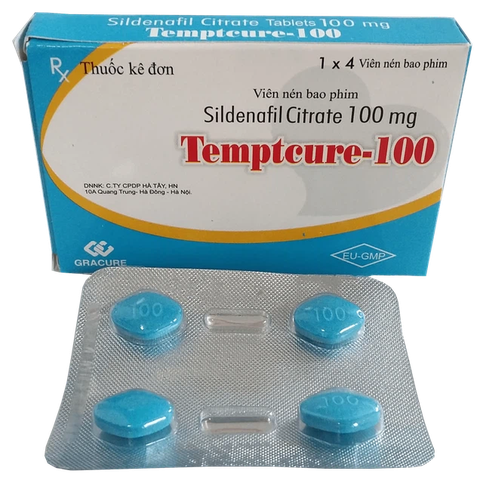 Sildenafil Citrate Tablets 100 mg
Temptcure-100
Rx Thuốc kê đơn
1 x 4 Viên nén bao phim
Viên nén bao phim
Sildenafil Citrate 100 mg
Temptcure-100
DNNK: C.TY CPDP HÀ TÂY, HN
10A Quang Trung- Hà Đông - Hà Nội.
GRACURE
EU-GMP
100
100
100